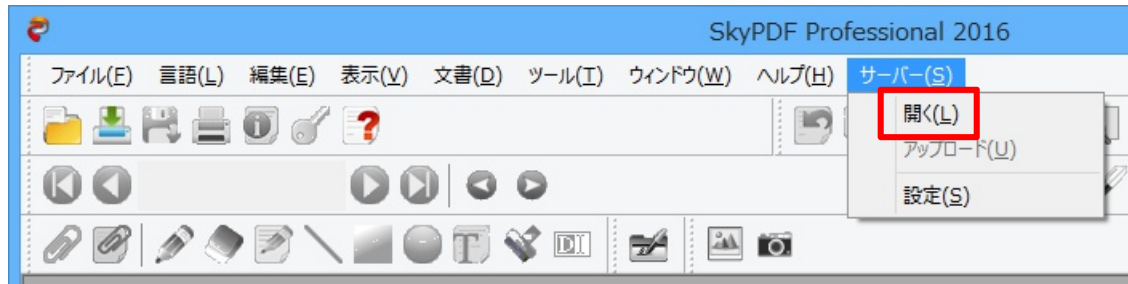 SkyPDF Professional 2016
ファイル(F) 言語(L) 編集(E) 表示(V) 文書(D) ツール(T) ウィンドウ(W) ヘルプ(H) サーバー(S)
開く(L)
アップロード(U)
設定(S)